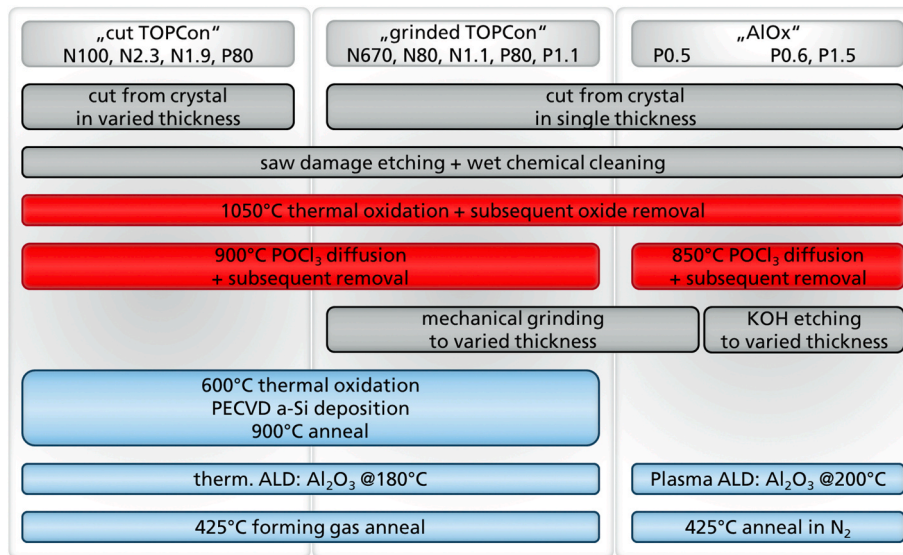 „cut TOPCon“
N100, N2.3, N1.9, P80
„grinded TOPCon“
N670, N80, N1.1, P80, P1.1
„AlOx“
P0.5 P0.6, P1.5
cut from crystal
in varied thickness
cut from crystal
in single thickness
saw damage etching + wet chemical cleaning
1050°C thermal oxidation + subsequent oxide removal
900°C POCl₃ diffusion
+ subsequent removal
850°C POCl₃ diffusion
+ subsequent removal
mechanical grinding
to varied thickness
KOH etching
to varied thickness
600°C thermal oxidation
PECVD a-Si deposition
900°C anneal
therm. ALD: Al₂O₃ @180°C
Plasma ALD: Al₂O₃ @200°C
425°C forming gas anneal
425°C anneal in N₂